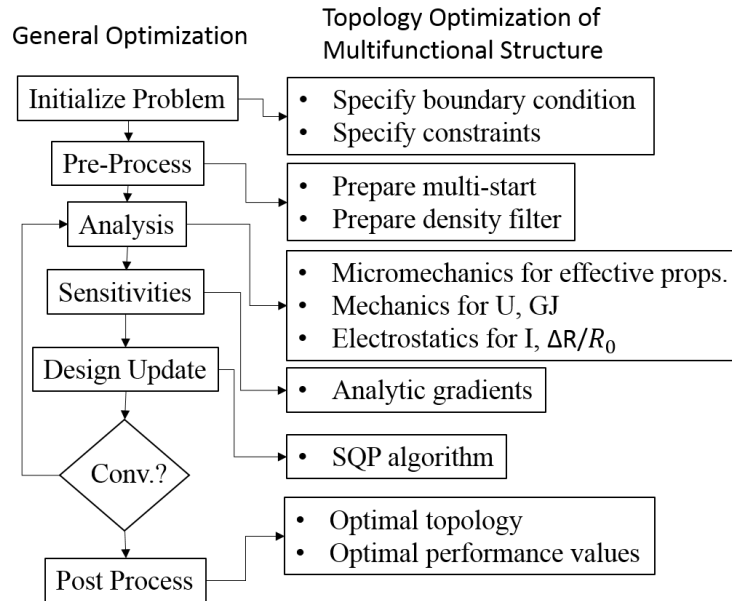 General Optimization
Topology Optimization of
Multifunctional Structure
Initialize Problem
• Specify boundary condition
• Specify constraints
Pre-Process
• Prepare multi-start
• Prepare density filter
Analysis
• Micromechanics for effective props.
• Mechanics for U, GJ
• Electrostatics for I, ΔR/R₀
Sensitivities
• Analytic gradients
Design Update
• SQP algorithm
Conv.?
• Optimal topology
• Optimal performance values
Post Process